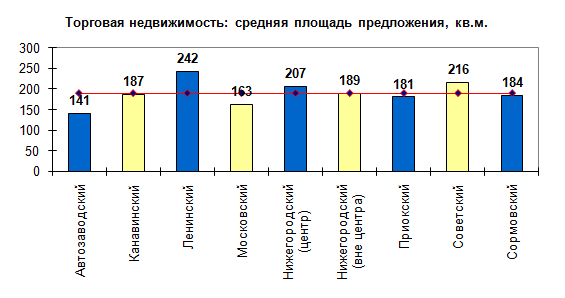 Торговая недвижимость: средняя площадь предложения, кв.м.
300
250
200
150
100
50
0
141
187
242
163
207
189
181
216
184
Автозаводский
Канавинский
Ленинский
Московский
Нижегородский
(центр)
Нижегородский
(вне центра)
Приокский
Советский
Сормовский